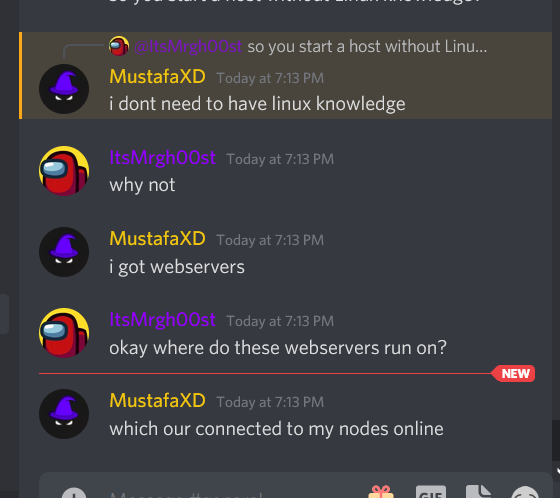 so you start a host without Linux knowledge?
@ItsMrgh00st so you start a host without Linu...
MustafaXD Today at 7:13 PM
i dont need to have linux knowledge
ItsMrgh00st Today at 7:13 PM
why not
MustafaXD Today at 7:13 PM
i got webservers
ItsMrgh00st Today at 7:13 PM
okay where do these webservers run on?
NEW
MustafaXD Today at 7:13 PM
which our connected to my nodes online
Message #general
GIF